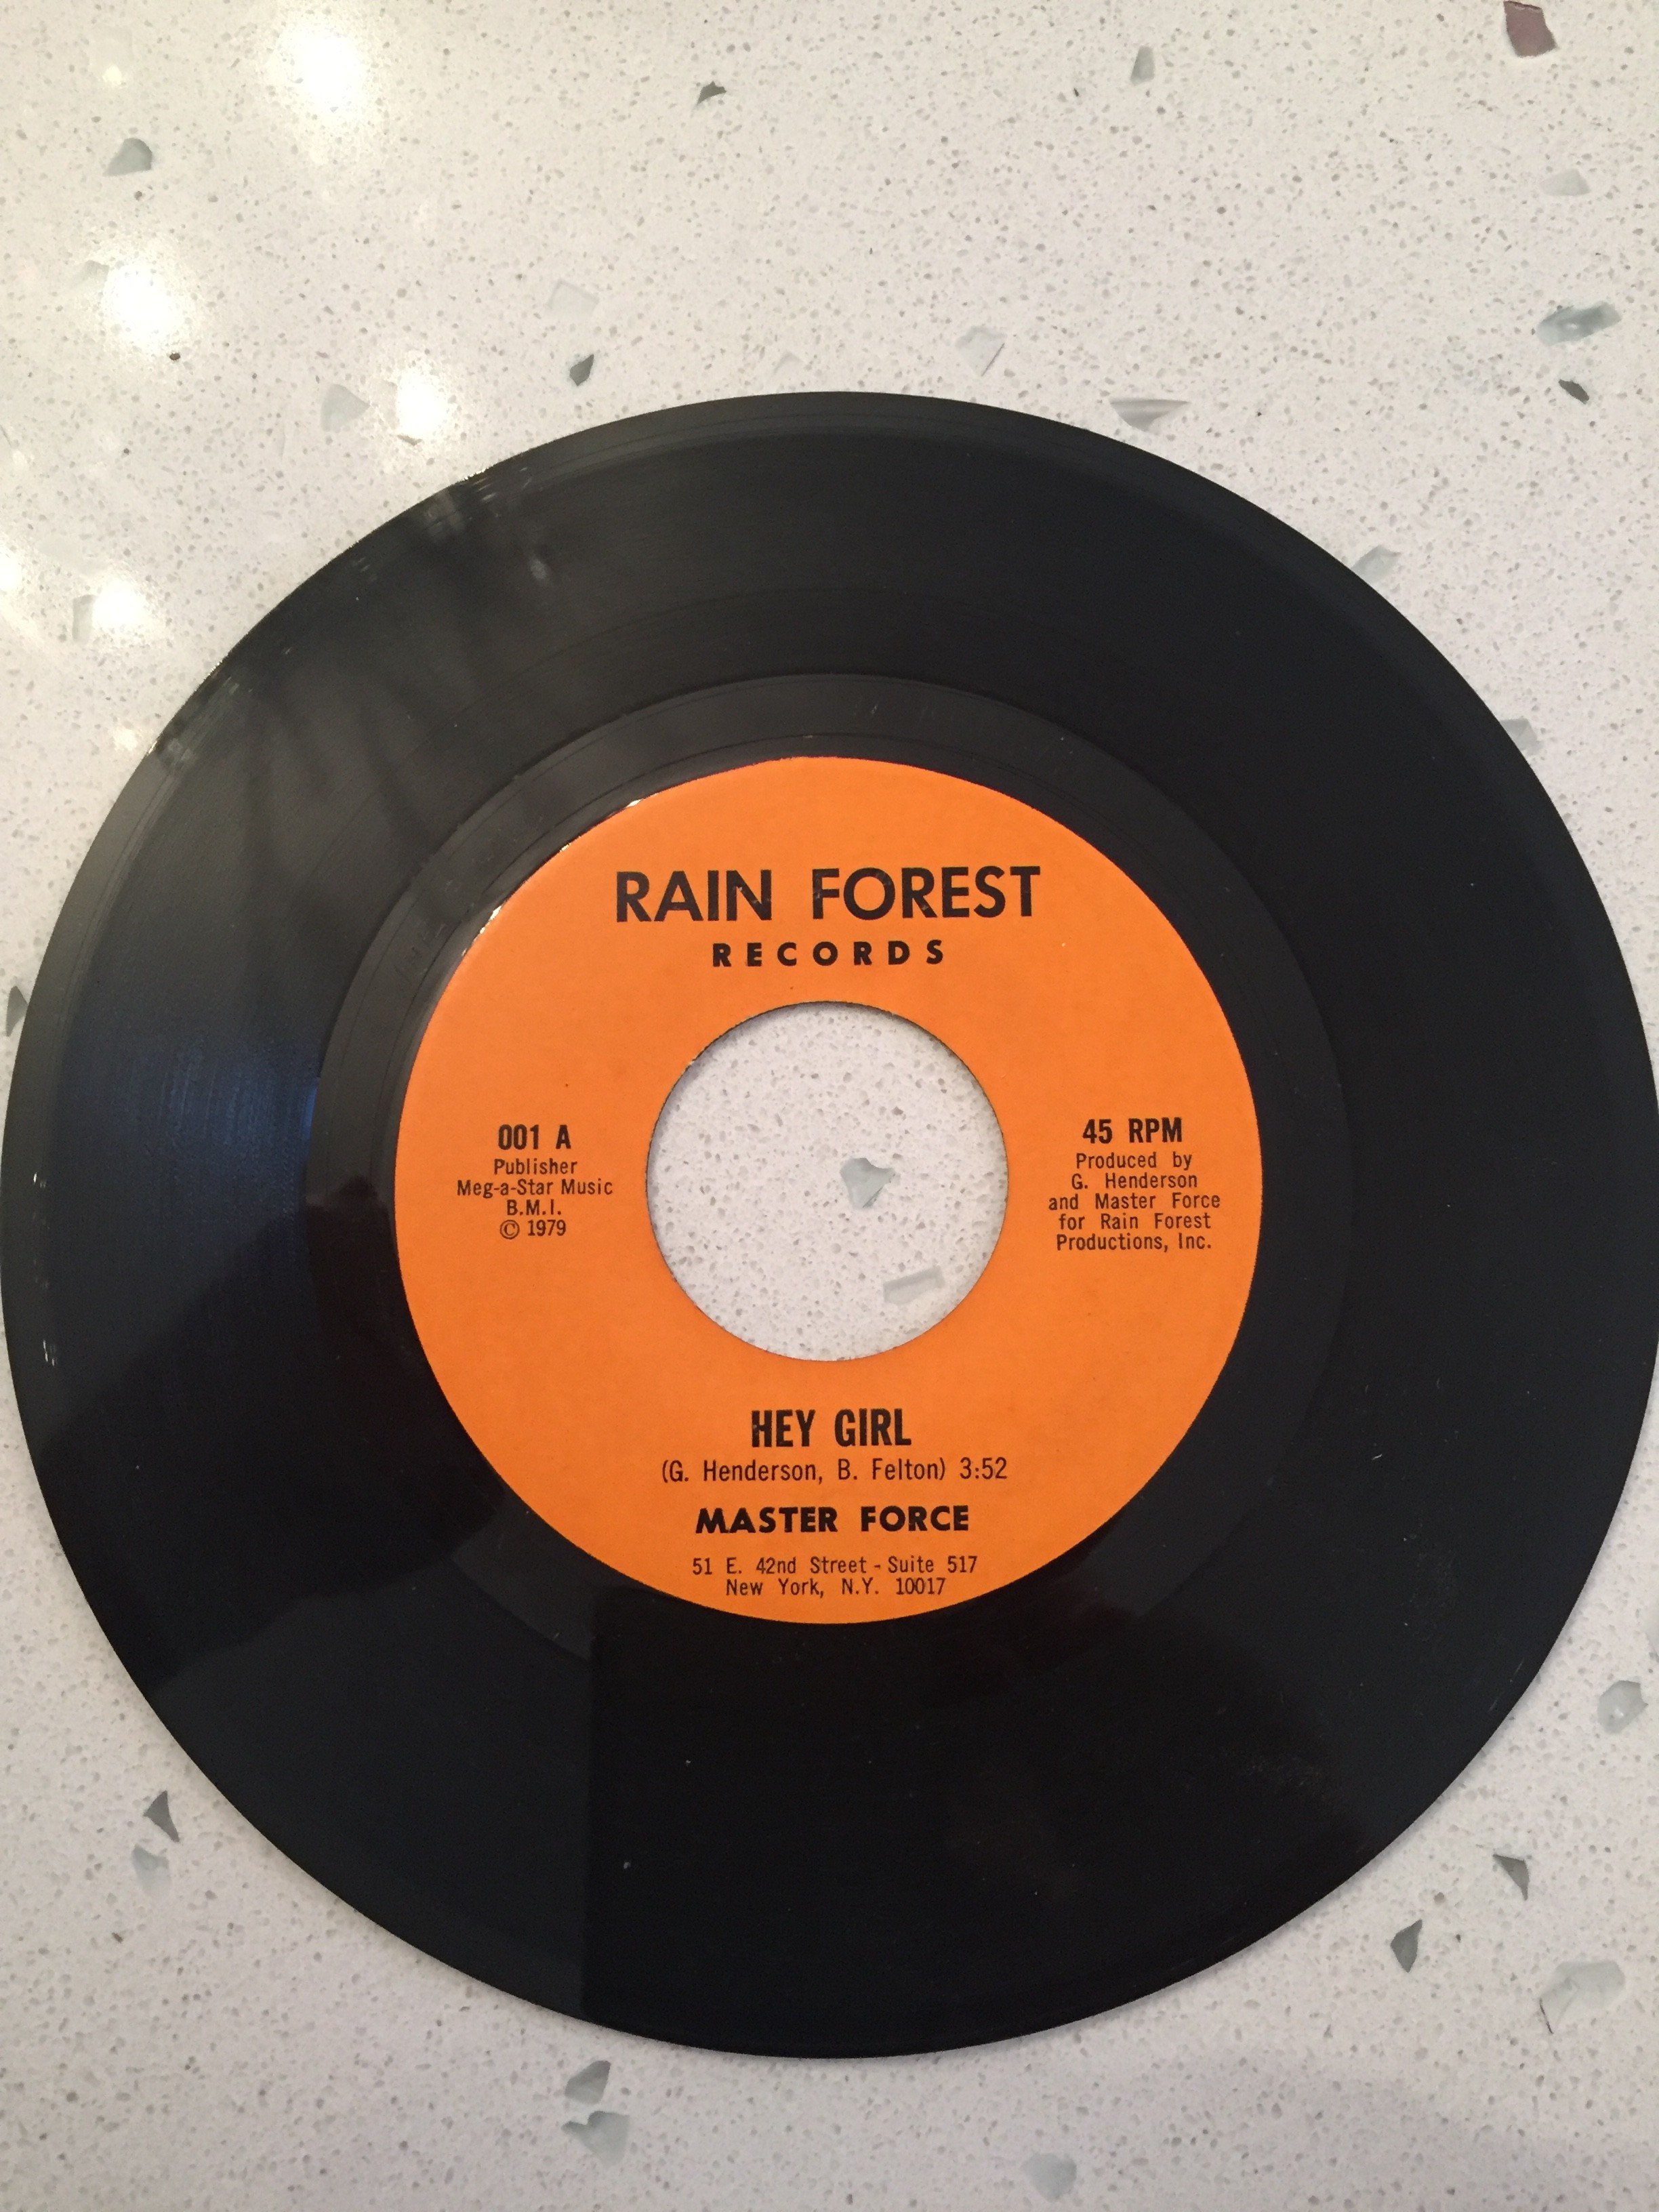 RAIN FOREST
RECORDS
001 A
Publisher
Meg-a-Star Music
B.M.I.
© 1979
45 RPM
Produced by
G. Henderson
and Master Force
for Rain Forest
Productions, Inc.
HEY GIRL
(G. Henderson, B. Felton) 3:52
MASTER FORCE
51 E. 42nd Street - Suite 517
New York, N.Y. 10017